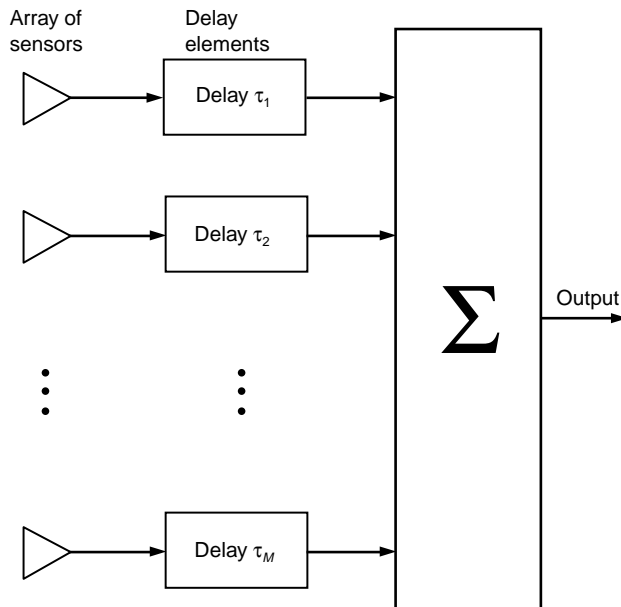 Array of
sensors
Delay
elements
Delay τ₁
Delay τ₂
Σ
Output
Delay τ_M